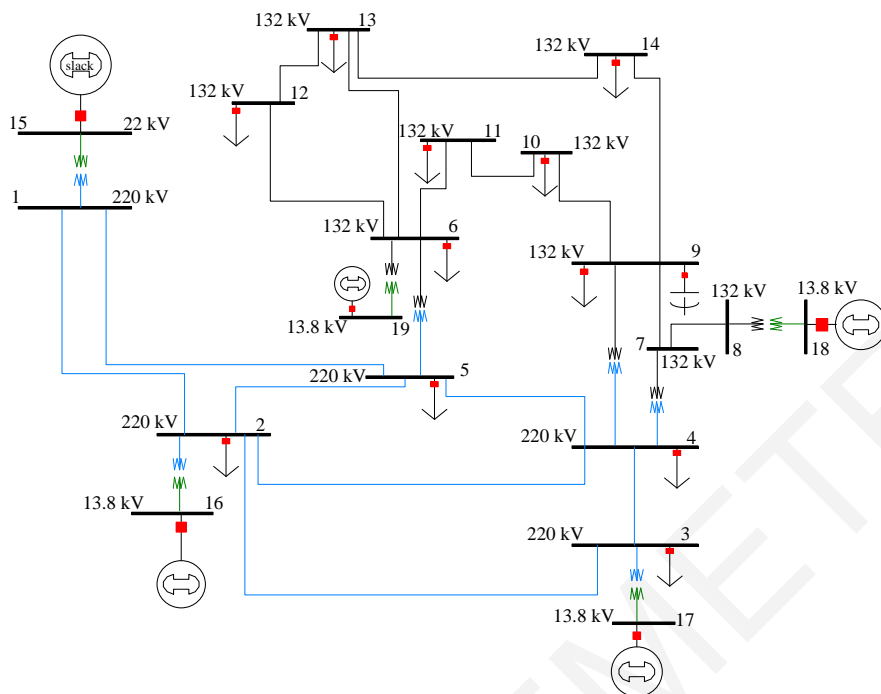 132 kV 13
132 kV 14
slack
132 kV 12
15 22 kV
132 kV 11
10 132 kV
1 220 kV
132 kV 6
132 kV 9
132 kV 13.8 kV
13.8 kV 19
7 132 kV 8 18
220 kV 5
220 kV 2
220 kV 4
13.8 kV 16
220 kV 3
13.8 kV 17